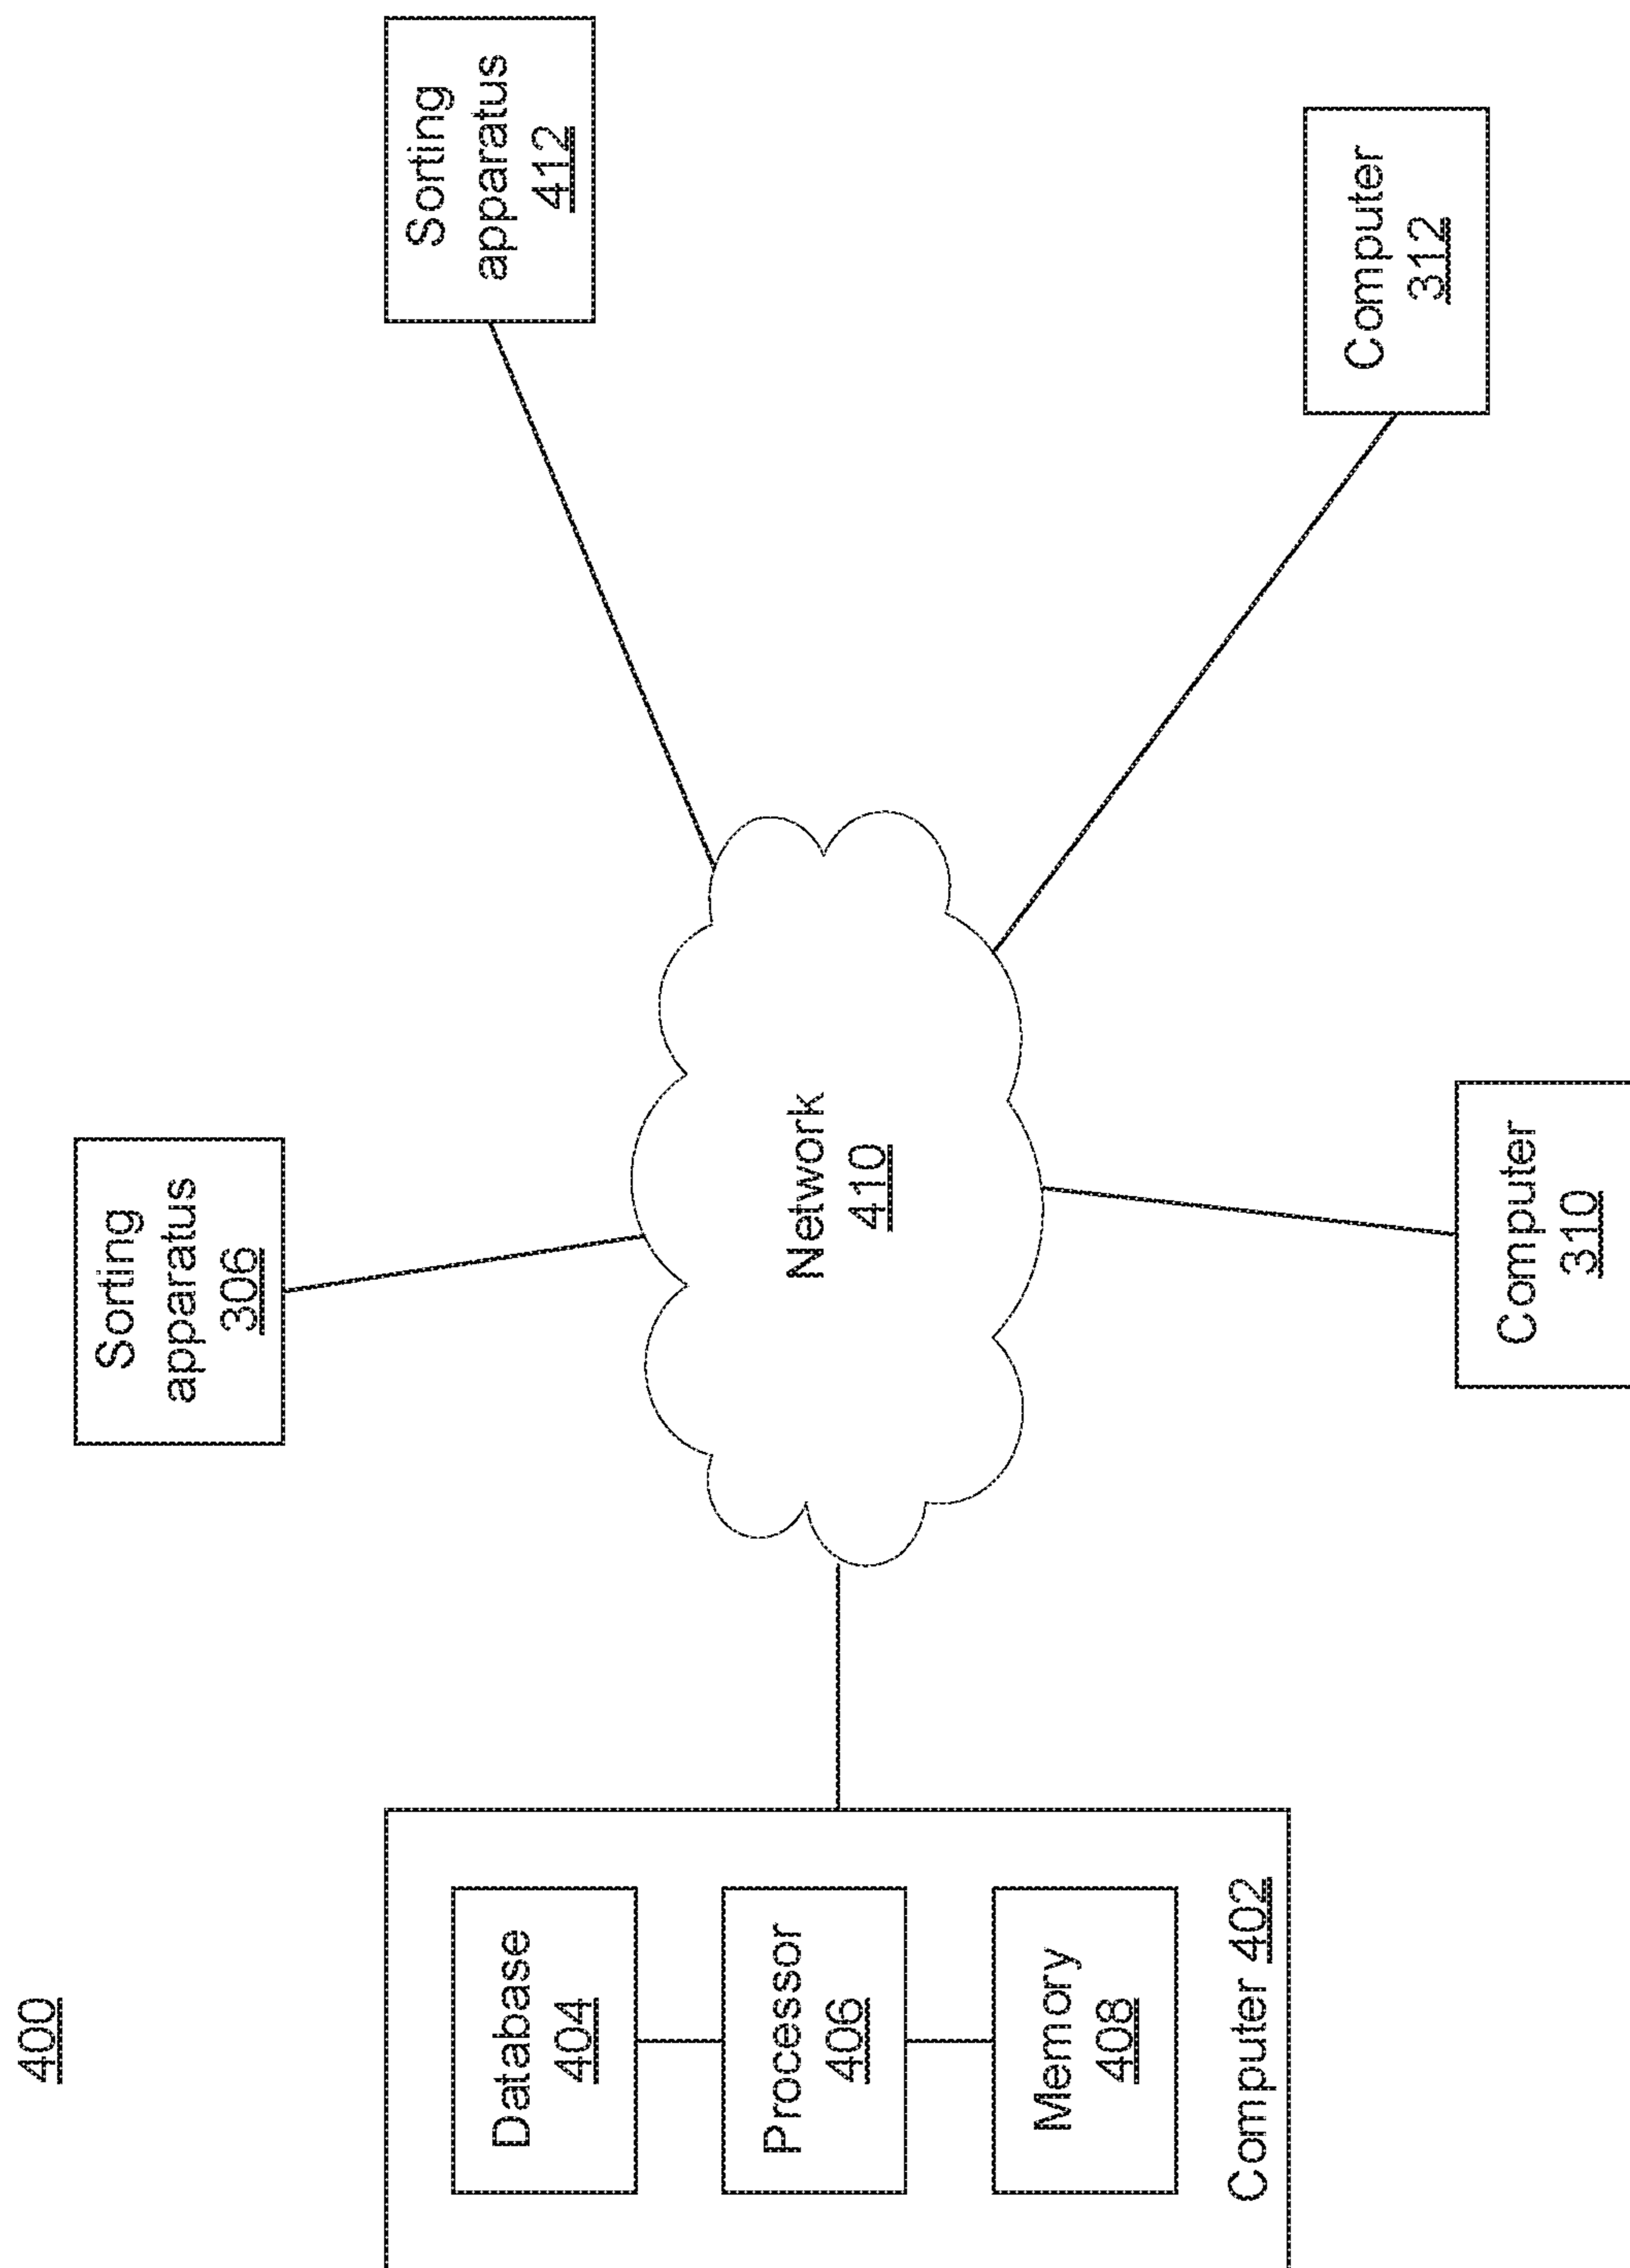 400
Sorting
apparatus
306
Sorting
apparatus
412
Database
404
Processor
406
Memory
408
Computer 402
Network
410
Computer
310
Computer
312